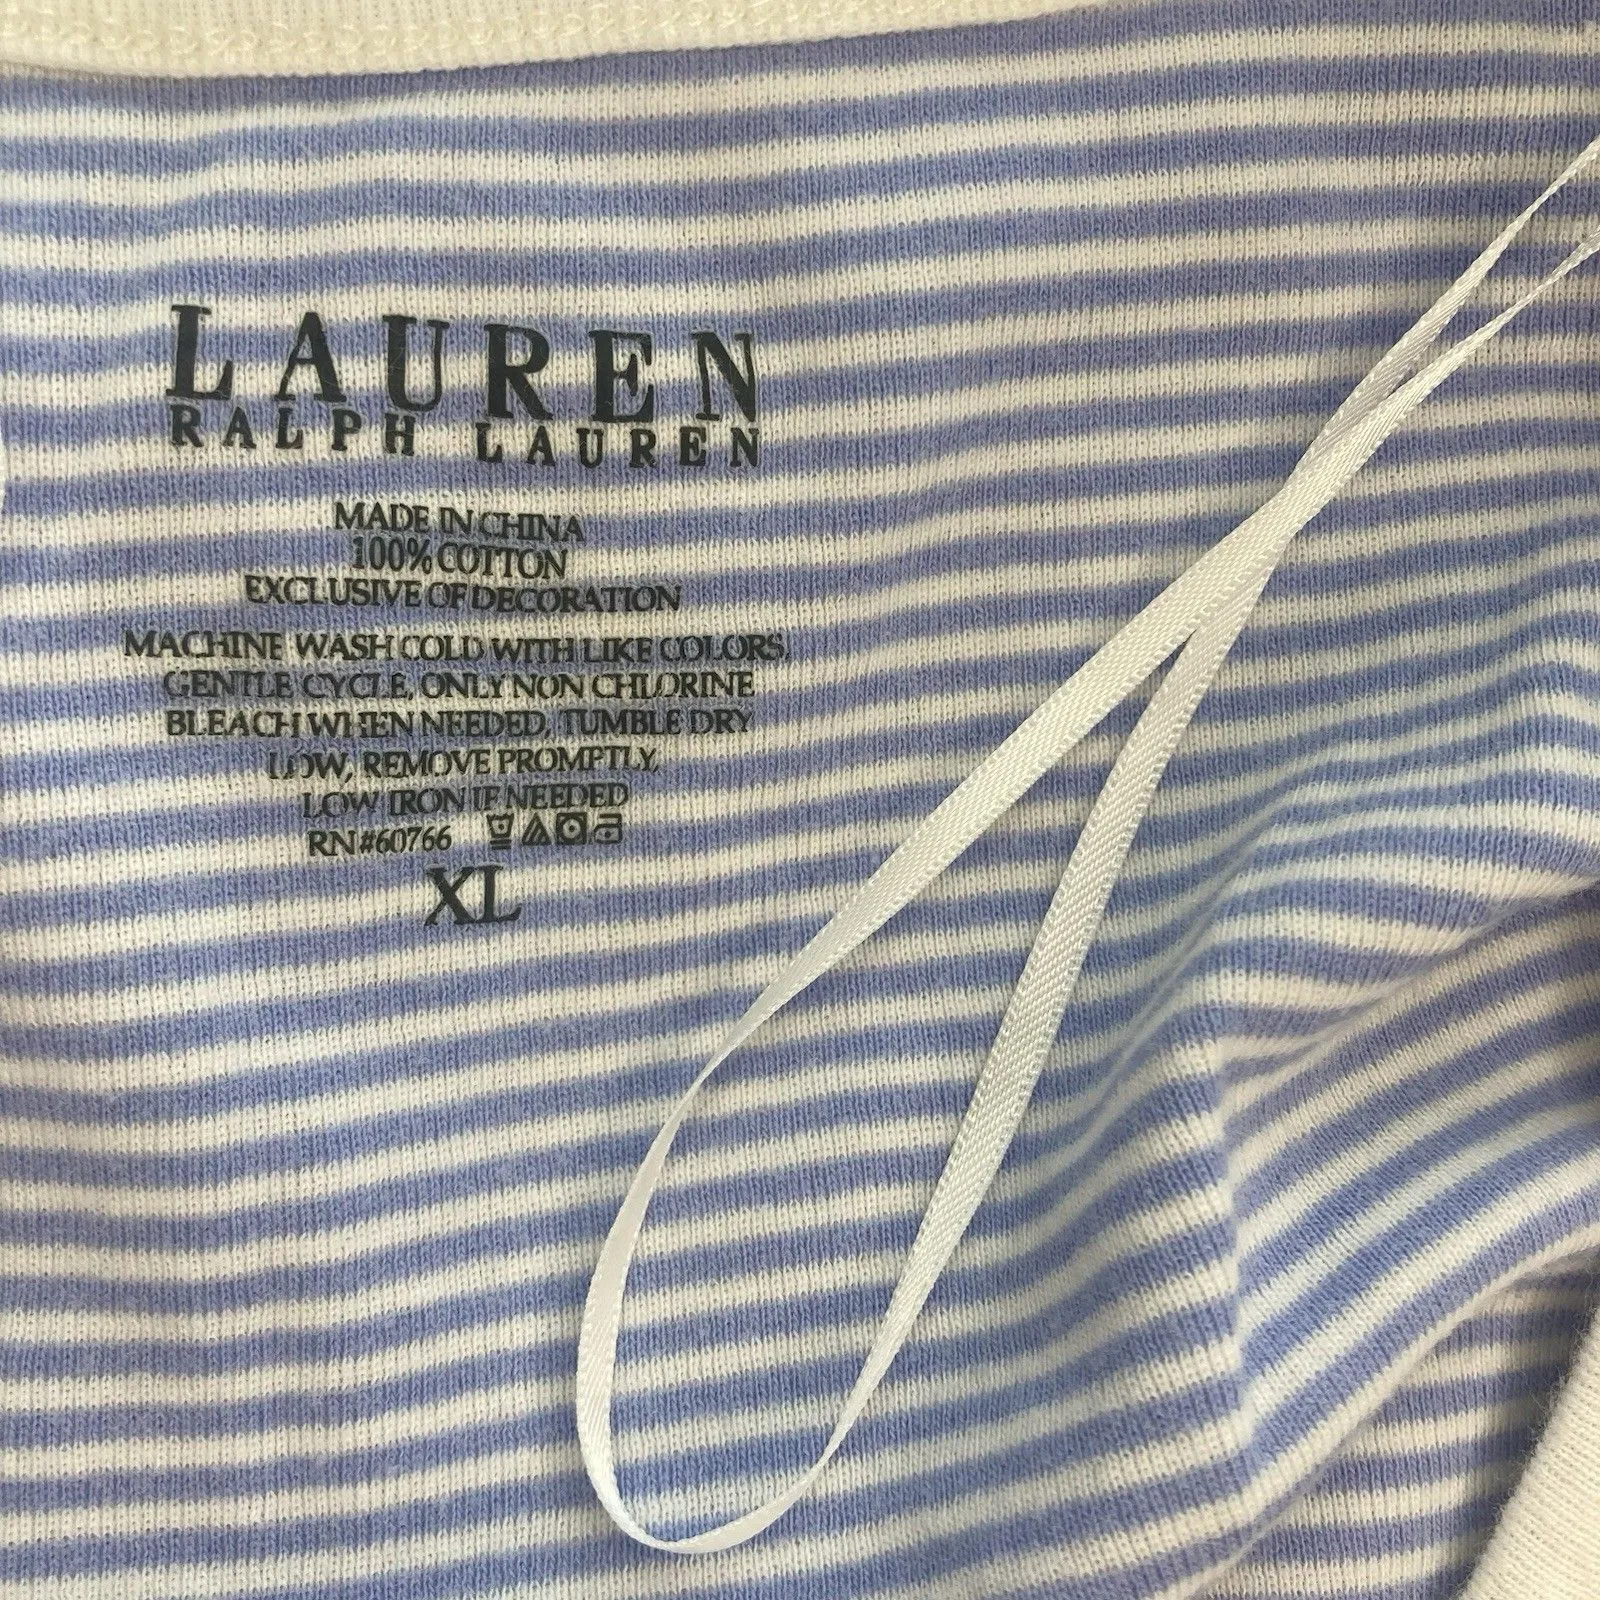 LAUREN
RALPH LAUREN
MADE IN CHINA
100% COTTON
EXCLUSIVE OF DECORATION
MACHINE WASH COLD WITH LIKE COLORS,
GENTLE CYCLE, ONLY NON CHLORINE
BLEACH WHEN NEEDED, TUMBLE DRY
LOW, REMOVE PROMPTLY,
LOW IRON IF NEEDED
RN#60766
XL